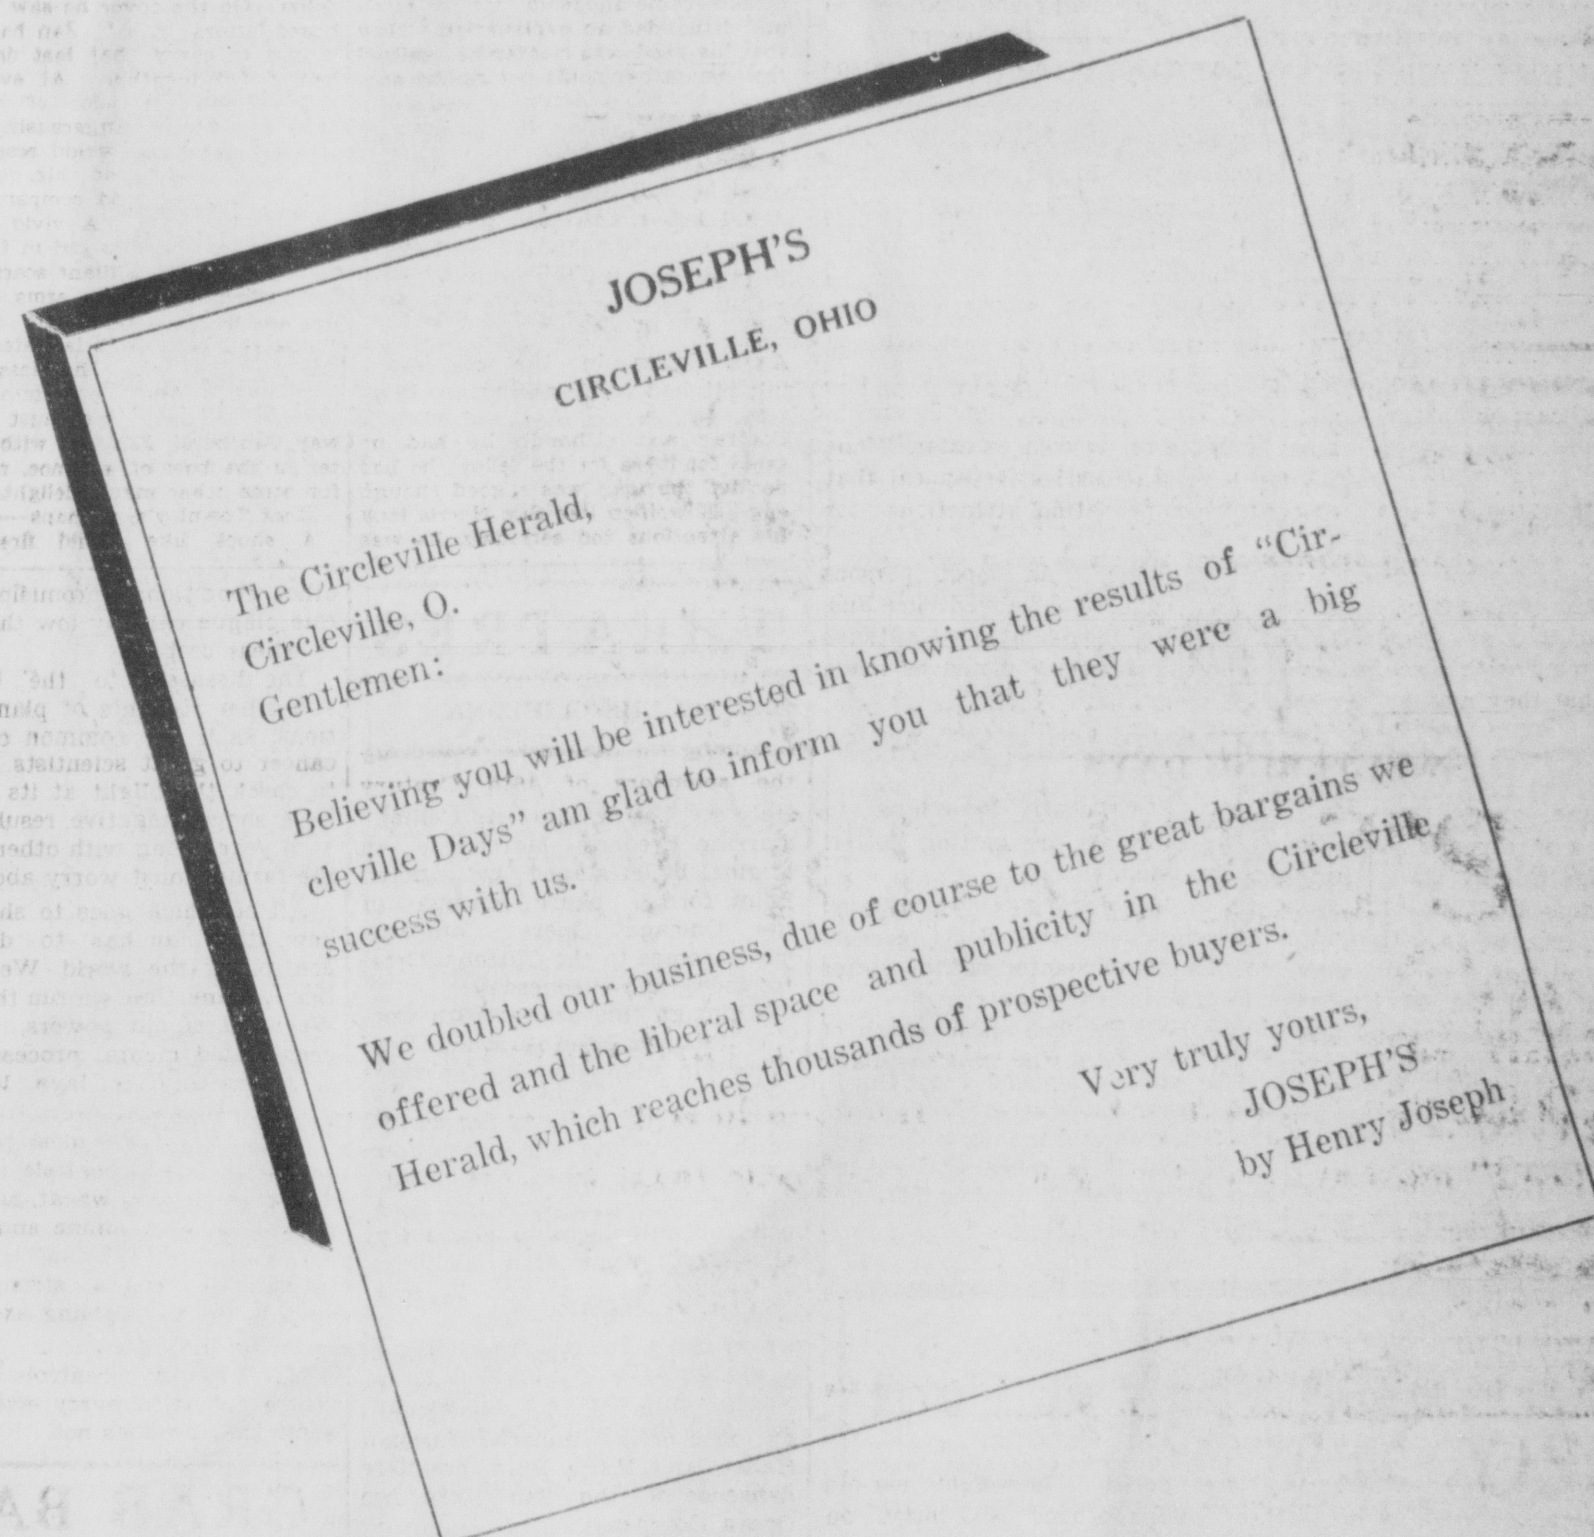 JOSEPH'S
CIRCLEVILLE, OHIO
The Circleville Herald,
Circleville, O.
Gentlemen:
Believing you will be interested in knowing the results of "Cir-
cleville Days" am glad to inform you that they were a big
success with us.
We doubled our business, due of course to the great bargains we
offered and the liberal space and publicity in the Circleville
Herald, which reaches thousands of prospective buyers.
Very truly yours,
JOSEPH'S
by Henry Joseph